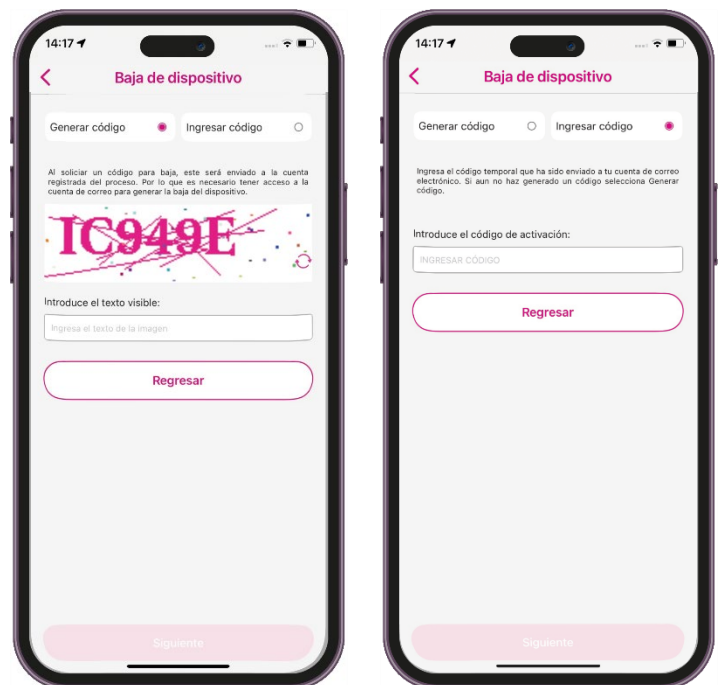 14:17
Baja de dispositivo
Generar código
Ingresar código
Al soliciar un código para baja, este será enviado a la cuenta
registrada del proceso. Por lo que es necesario tener acceso a la
cuenta de correo para generar la baja del dispositivo.
IC949E
Introduce el texto visible:
Ingresa el texto de la imagen
Regresar
Siguiente
14:17
Baja de dispositivo
Generar código
Ingresar código
Ingresa el código temporal que ha sido enviado a tu cuenta de correo
electrónico. Si aun no haz generado un código selecciona Generar
código.
Introduce el código de activación:
INGRESAR CÓDIGO
Regresar
Siguiente